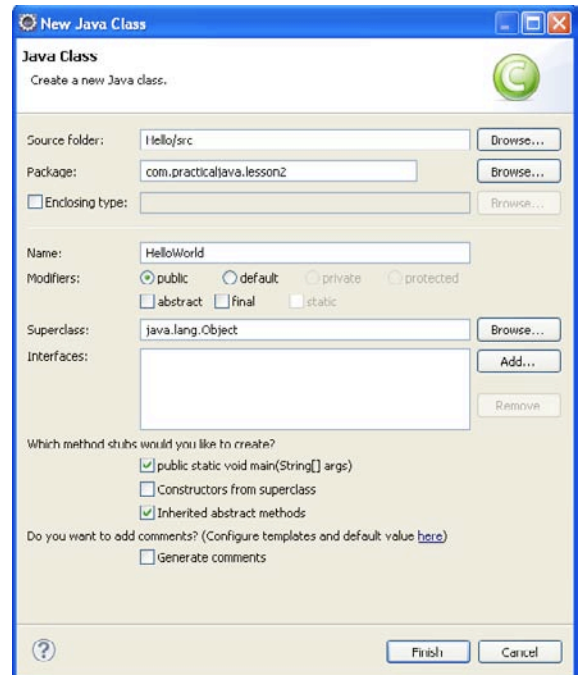 New Java Class
Java Class
Create a new Java class.
C
Source folder: Hello/src Browse...
Package: com.practicaljava.lesson2 Browse...
Enclosing type: Browse...
Name: HelloWorld
Modifiers: public default private protected
abstract final static
Superclass: java.lang.Object Browse...
Interfaces: Add...
Remove
Which method stubs would you like to create?
public static void main(String[] args)
Constructors from superclass
Inherited abstract methods
Do you want to add comments? (Configure templates and default value here)
Generate comments
? Finish Cancel